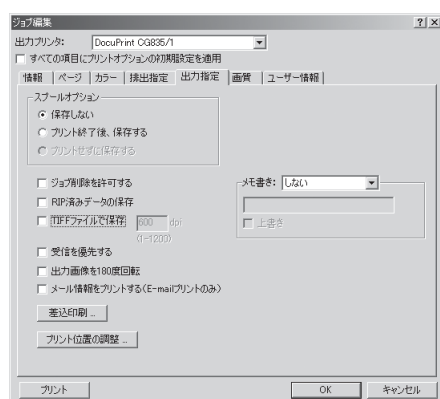 ジョブ編集
出力プリンタ: DocuPrint CG835/1
すべての項目にプリントオプションの初期設定を適用
情報 ページ カラー 排出指定 出力指定 画質 ユーザー情報
スプールオプション
保存しない
プリント終了後、保存する
プリントせずに保存する
ジョブ削除を許可する
メモ書き: しない
RIP済みデータの保存
TIFFファイルで保存 600 dpi
上書き
(1-1200)
受信を優先する
出力画像を180度回転
メール情報をプリントする(E-mailプリントのみ)
差込印刷 ...
プリント位置の調整 ...
プリント OK キャンセル